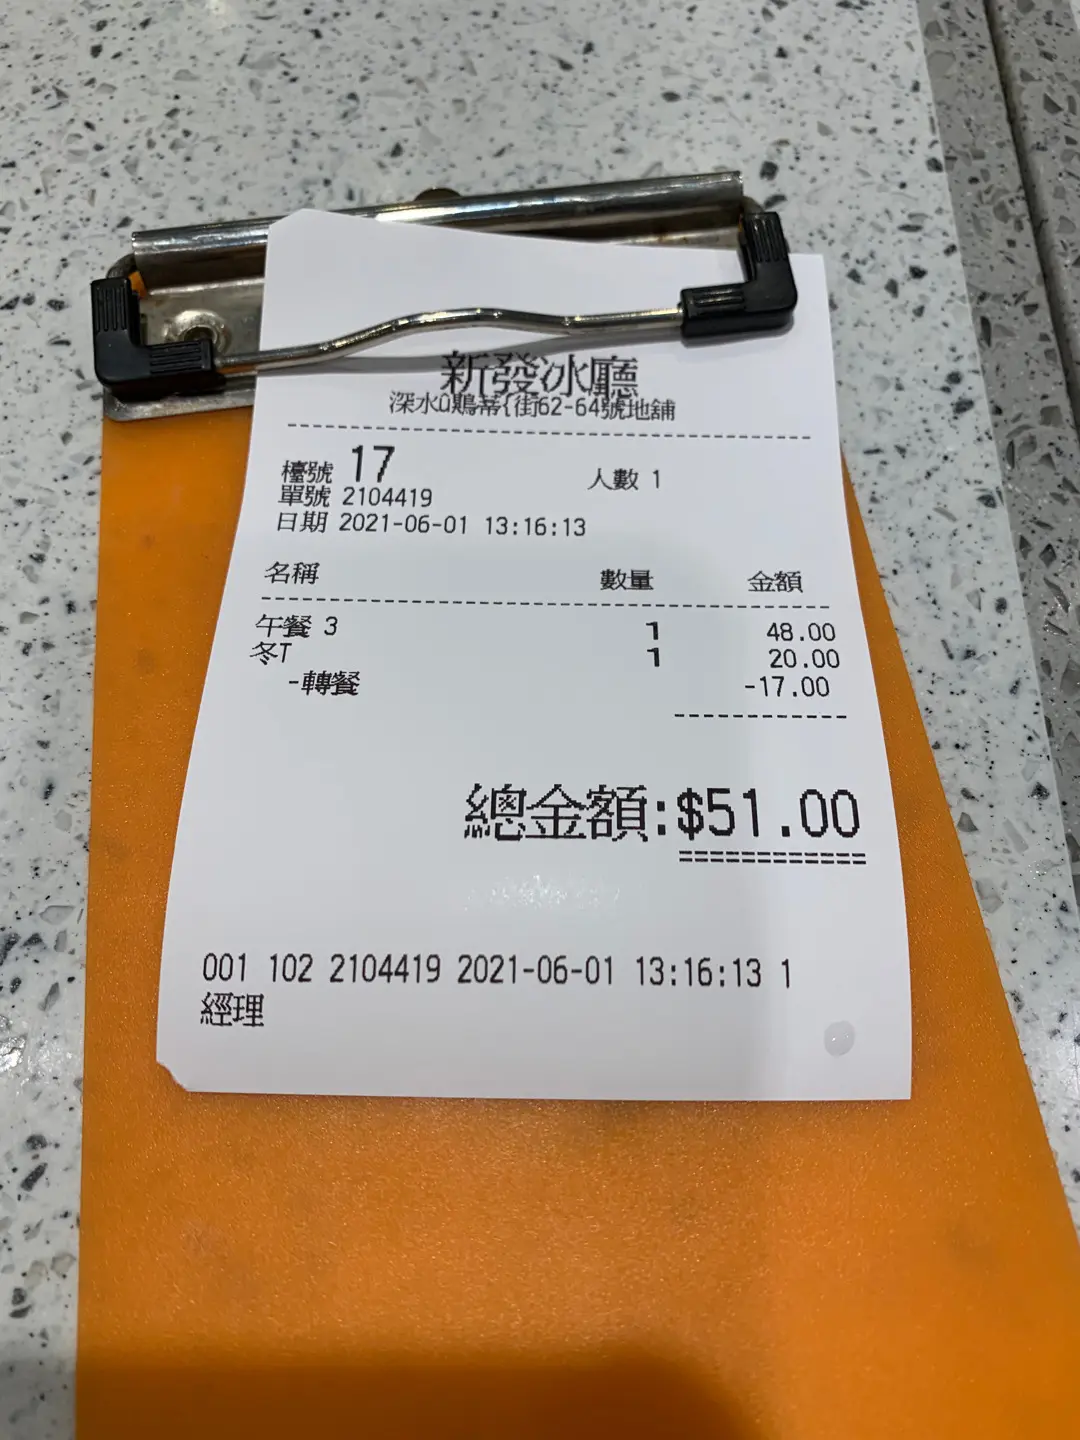 新發冰廳
深水û鷉蓆{街62-64號地舖
檯號 17 人數 1
單號 2104419
日期 2021-06-01 13:16:13
名稱 數量 金額
午餐 3 1 48.00
冬T 1 20.00
-轉餐 -17.00
總金額:$51.00
001 102 2104419 2021-06-01 13:16:13 1
經理